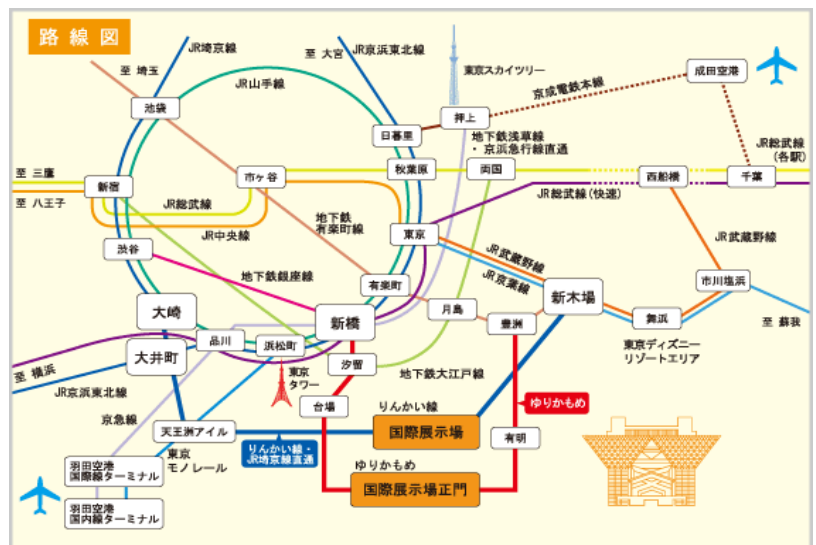 路線図
JR埼京線
至 大宮
JR京浜東北線
至 埼玉
JR山手線
東京スカイツリー
京成電鉄本線
成田空港
池袋
日暮里
押上
地下鉄浅草線
・京浜急行線直通
JR総武線
(各駅)
至 三鷹
新宿
市ヶ谷
秋葉原
両国
西船橋
千葉
至 八王子
JR総武線
JR総武線(快速)
JR中央線
地下鉄
有楽町線
東京
渋谷
地下鉄銀座線
JR武蔵野線
JR京葉線
JR武蔵野線
有楽町
新木場
市川塩浜
大崎
新橋
月島
豊洲
舞浜
至 蘇我
大井町
品川
浜松町
汐留
東京ディズニー
リゾートエリア
至 横浜
JR京浜東北線
東京
タワー
地下鉄大江戸線
京急線
台場
りんかい線
ゆりかもめ
天王洲アイル
りんかい線・
JR埼京線直通
国際展示場
有明
東京
モノレール
羽田空港
国際線ターミナル
ゆりかもめ
国際展示場正門
羽田空港
国内線ターミナル